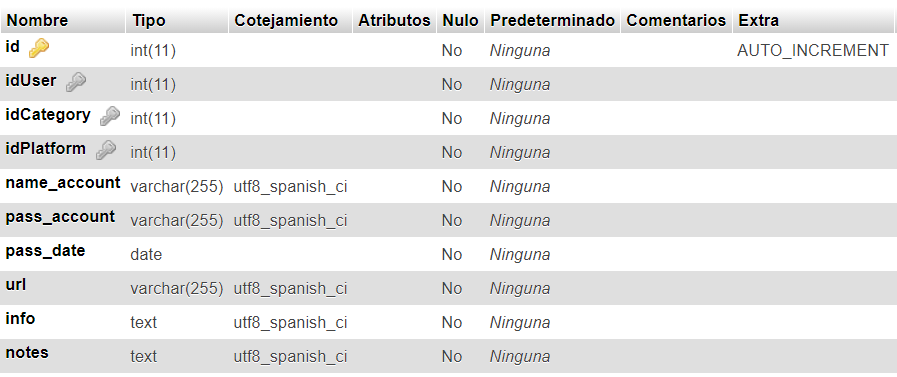 Nombre Tipo Cotejamiento Atributos Nulo Predeterminado Comentarios Extra
id int(11) No Ninguna AUTO_INCREMENT
idUser int(11) No Ninguna
idCategory int(11) No Ninguna
idPlatform int(11) No Ninguna
name_account varchar(255) utf8_spanish_ci No Ninguna
pass_account varchar(255) utf8_spanish_ci No Ninguna
pass_date date No Ninguna
url varchar(255) utf8_spanish_ci No Ninguna
info text utf8_spanish_ci No Ninguna
notes text utf8_spanish_ci No Ninguna